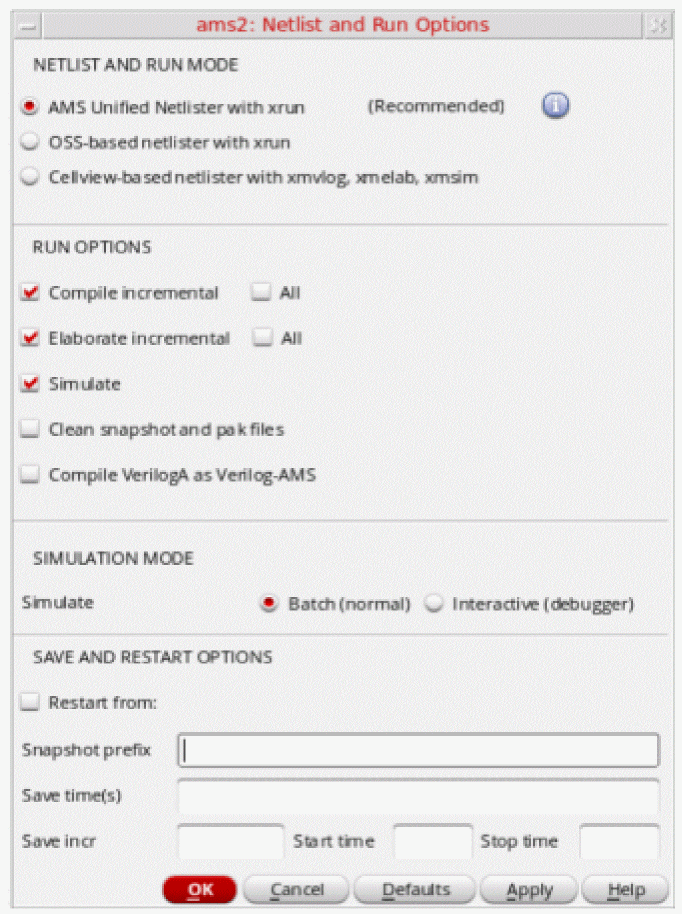 ams2: Netlist and Run Options
NETLIST AND RUN MODE
AMS Unified Netlister with xrun (Recommended)
OSS-based netlister with xrun
Cellview-based netlister with xmvlog, xmelab, xmsim
RUN OPTIONS
Compile incremental All
Elaborate incremental All
Simulate
Clean snapshot and pak files
Compile VerilogA as Verilog-AMS
SIMULATION MODE
Simulate Batch (normal) Interactive (debugger)
SAVE AND RESTART OPTIONS
Restart from:
Snapshot prefix
Save time(s)
Save incr Start time Stop time
OK Cancel Defaults Apply Help